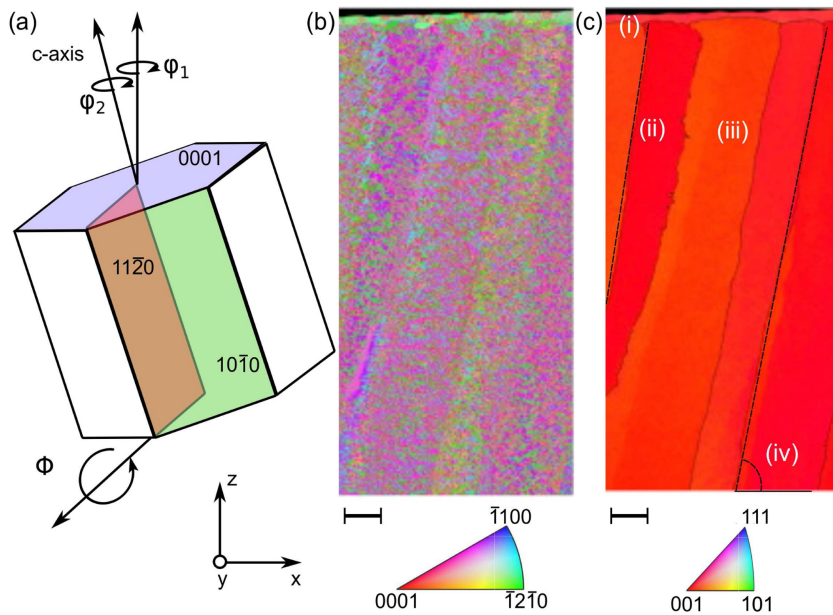 (a)
c-axis
φ₁
φ₂
0001
112̄0
101̄0
Φ
z
y
x
(b)
1̄100
0001
1̄21̄0
(c)
(i)
(ii)
(iii)
(iv)
111
001
101